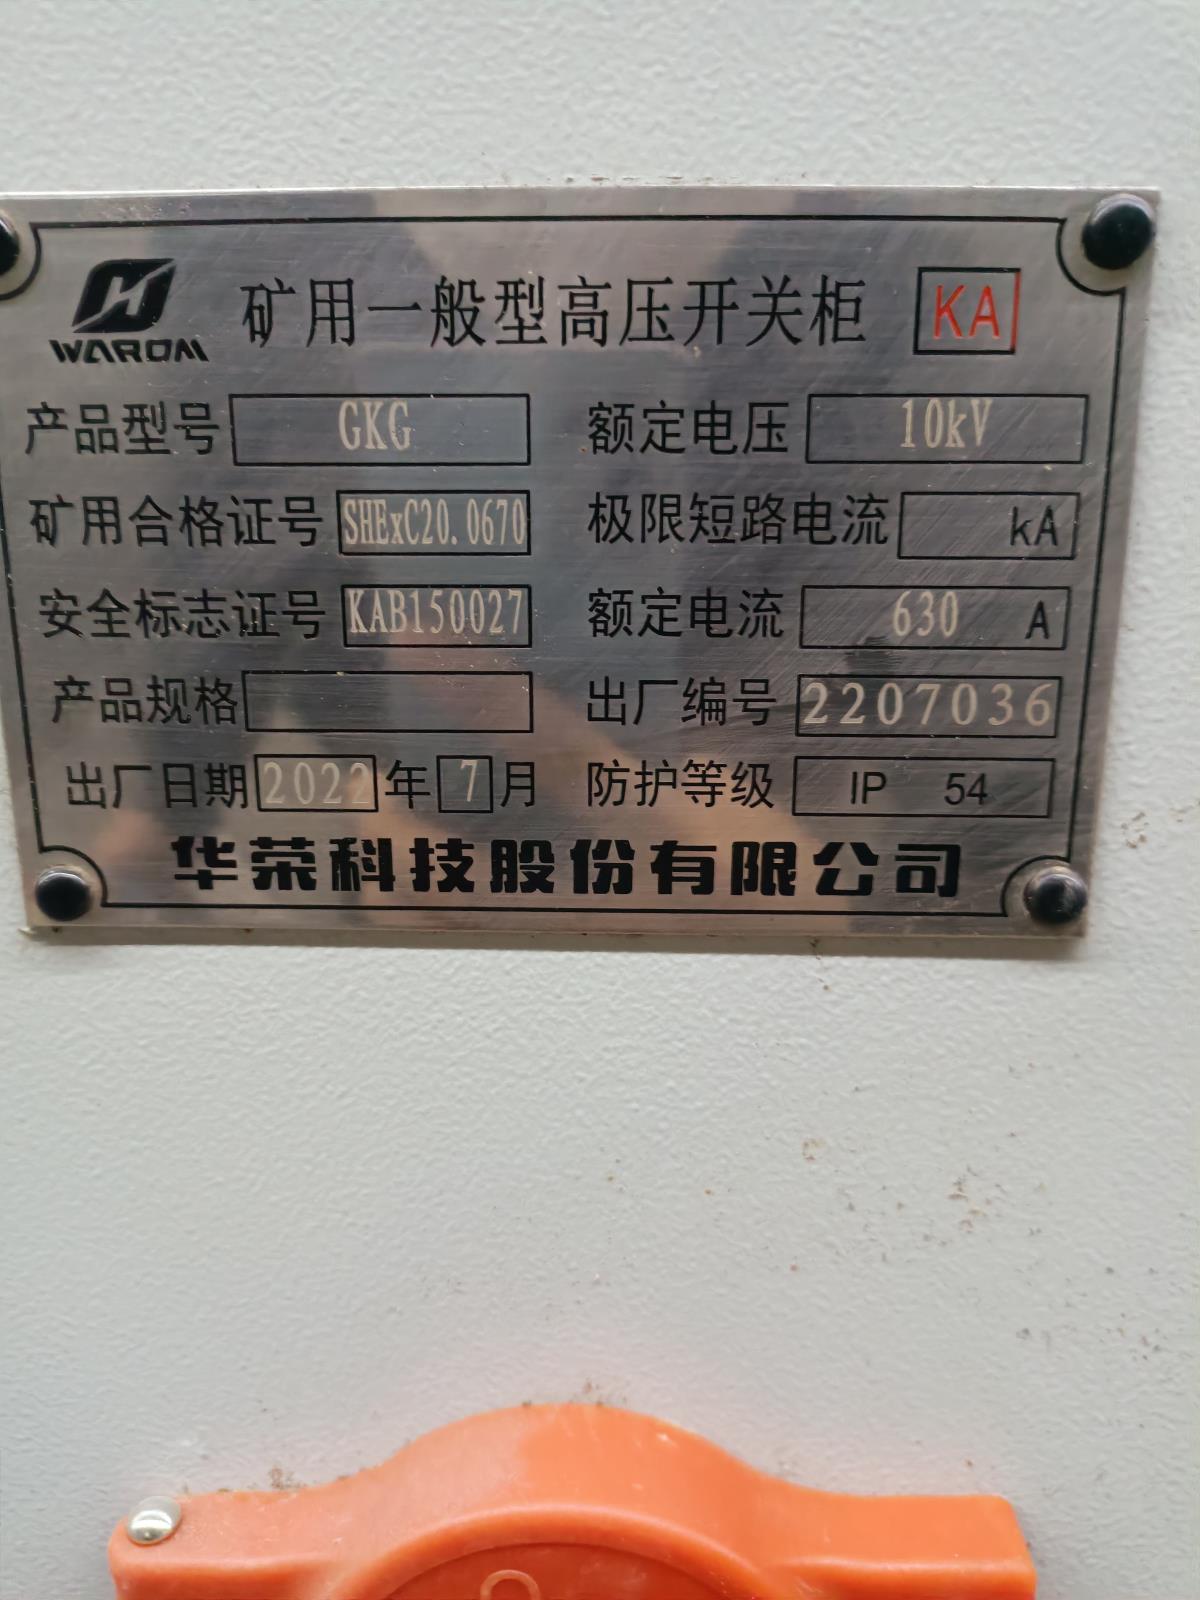 WAROM 矿用一般型高压开关柜 KA
产品型号 GKG 额定电压 10kV
矿用合格证号 SHExC20.0670 极限短路电流 kA
安全标志证号 KAB150027 额定电流 630 A
产品规格 出厂编号 2207036
出厂日期 2022 年 7 月 防护等级 IP 54
华荣科技股份有限公司